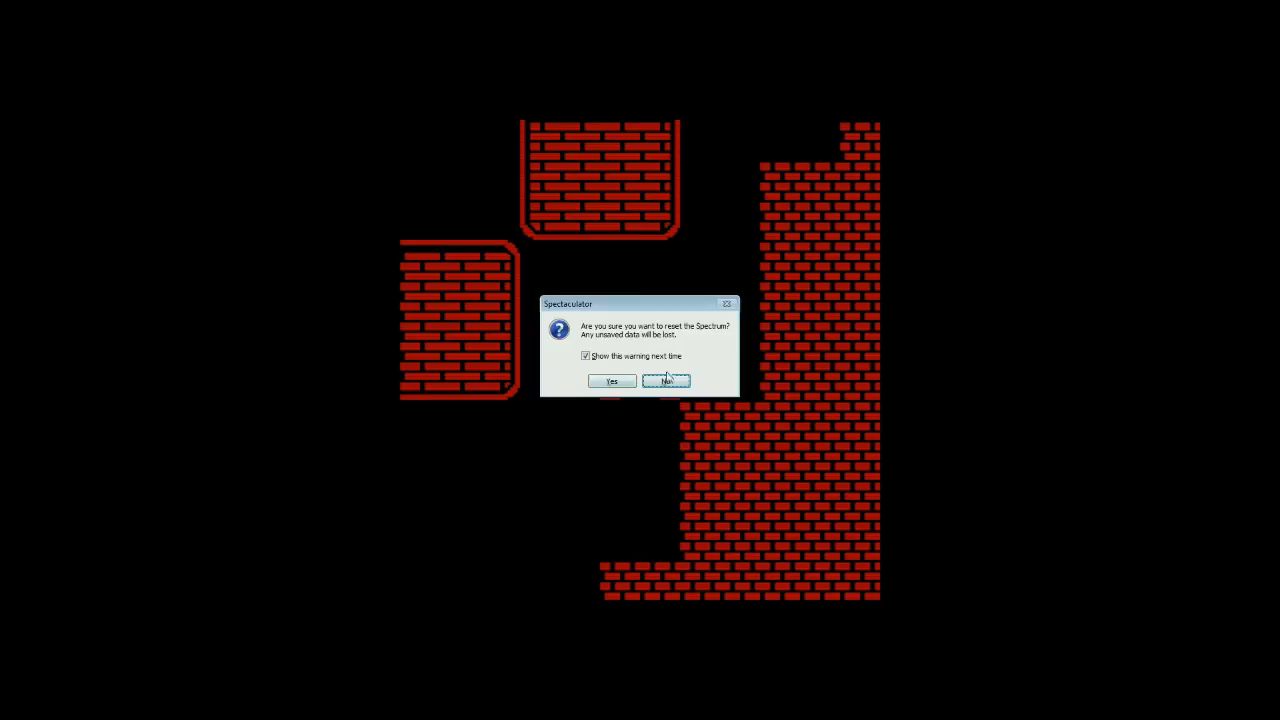 Spectaculator
Are you sure you want to reset the Spectrum?
Any unsaved data will be lost.
Show this warning next time
Yes
No